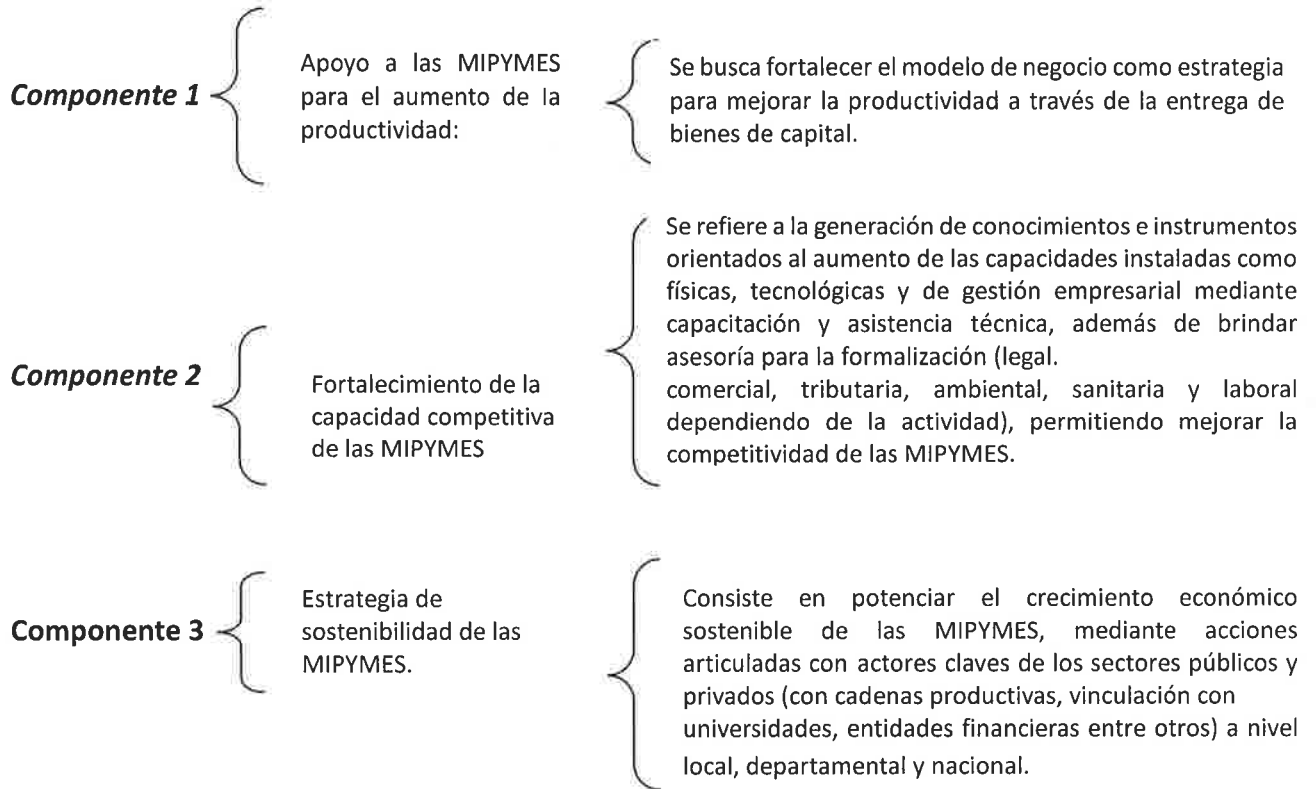 Componente 1
Apoyo a las MIPYMES
para el aumento de la
productividad:
Se busca fortalecer el modelo de negocio como estrategia
para mejorar la productividad a través de la entrega de
bienes de capital.
Componente 2
Fortalecimiento de la
capacidad competitiva
de las MIPYMES
Se refiere a la generación de conocimientos e instrumentos
orientados al aumento de las capacidades instaladas como
físicas, tecnológicas y de gestión empresarial mediante
capacitación y asistencia técnica, además de brindar
asesoría para la formalización (legal.
comercial, tributaria, ambiental, sanitaria y laboral
dependiendo de la actividad), permitiendo mejorar la
competitividad de las MIPYMES.
Componente 3
Estrategia de
sostenibilidad de las
MIPYMES.
Consiste en potenciar el crecimiento económico
sostenible de las MIPYMES, mediante acciones
articuladas con actores claves de los sectores públicos y
privados (con cadenas productivas, vinculación con
universidades, entidades financieras entre otros) a nivel
local, departamental y nacional.